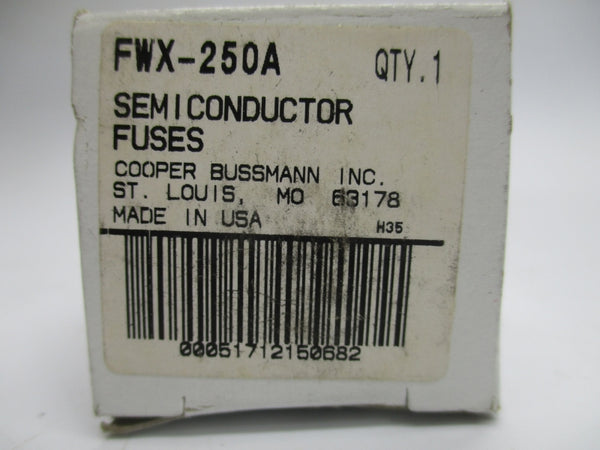 FWX-250A QTY.1
SEMICONDUCTOR
FUSES
COOPER BUSSMANN INC.
ST. LOUIS, MO 63178
MADE IN USA H35
00051712150682